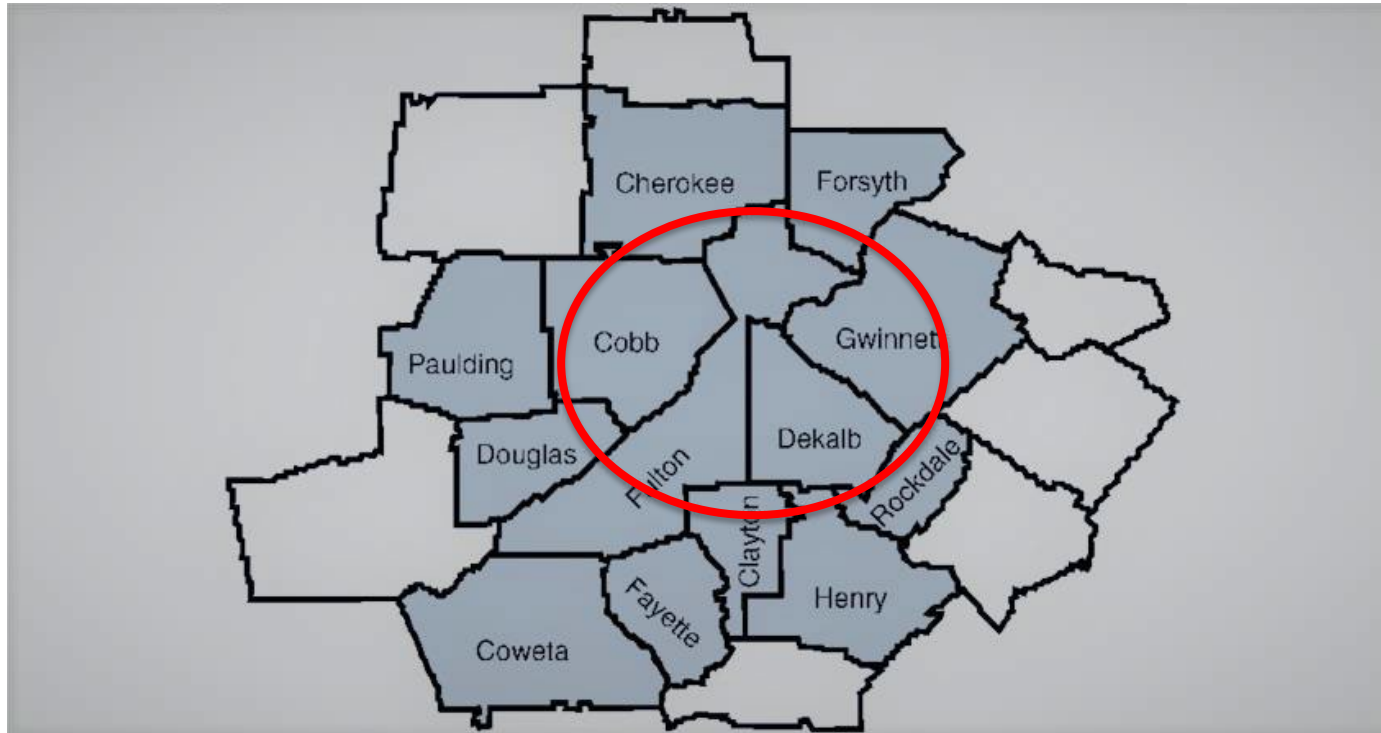 Cherokee
Forsyth
Cobb
Gwinnett
Paulding
Dekalb
Douglas
Fulton
Rockdale
Clayton
Henry
Fayette
Coweta